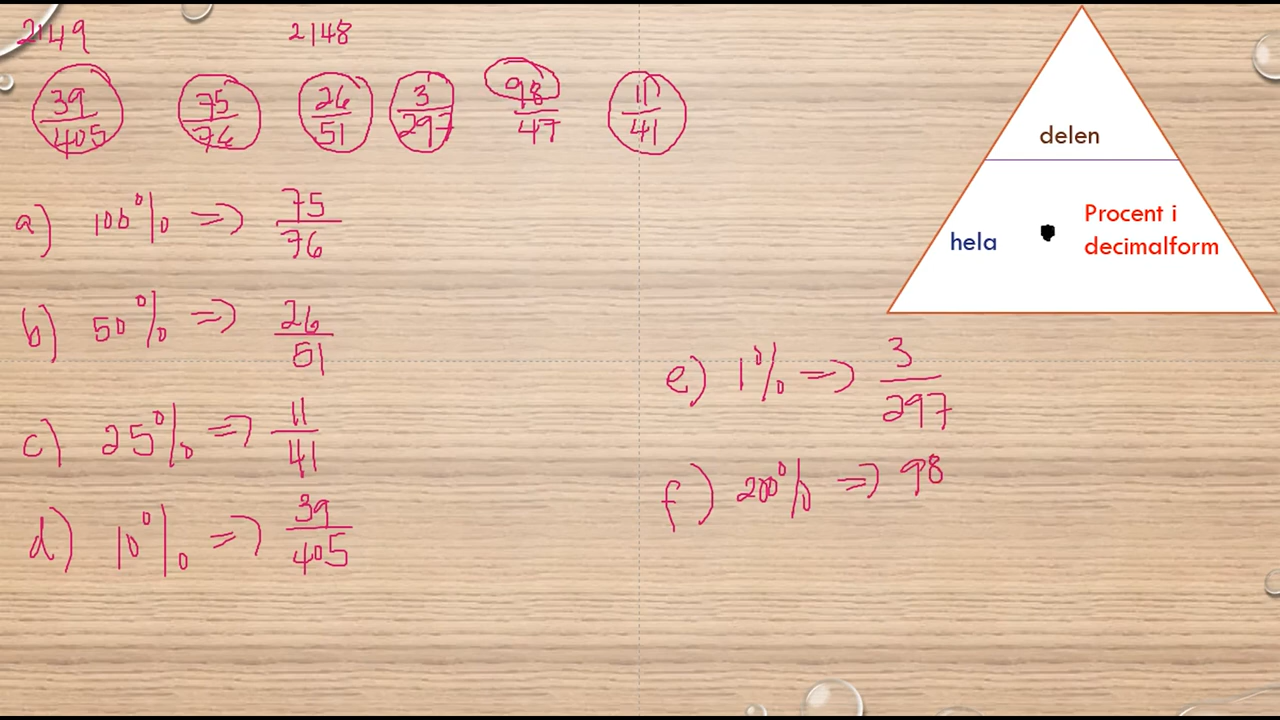 2149 2148
39/405 75/76 26/51 3/297 98/47 11/41
a) 100% => 75/76
b) 50% => 26/51
c) 25% => 11/41
d) 10% => 39/405
e) 1% => 3/297
f) 200% => 98
delen
hela • Procent i
decimalform